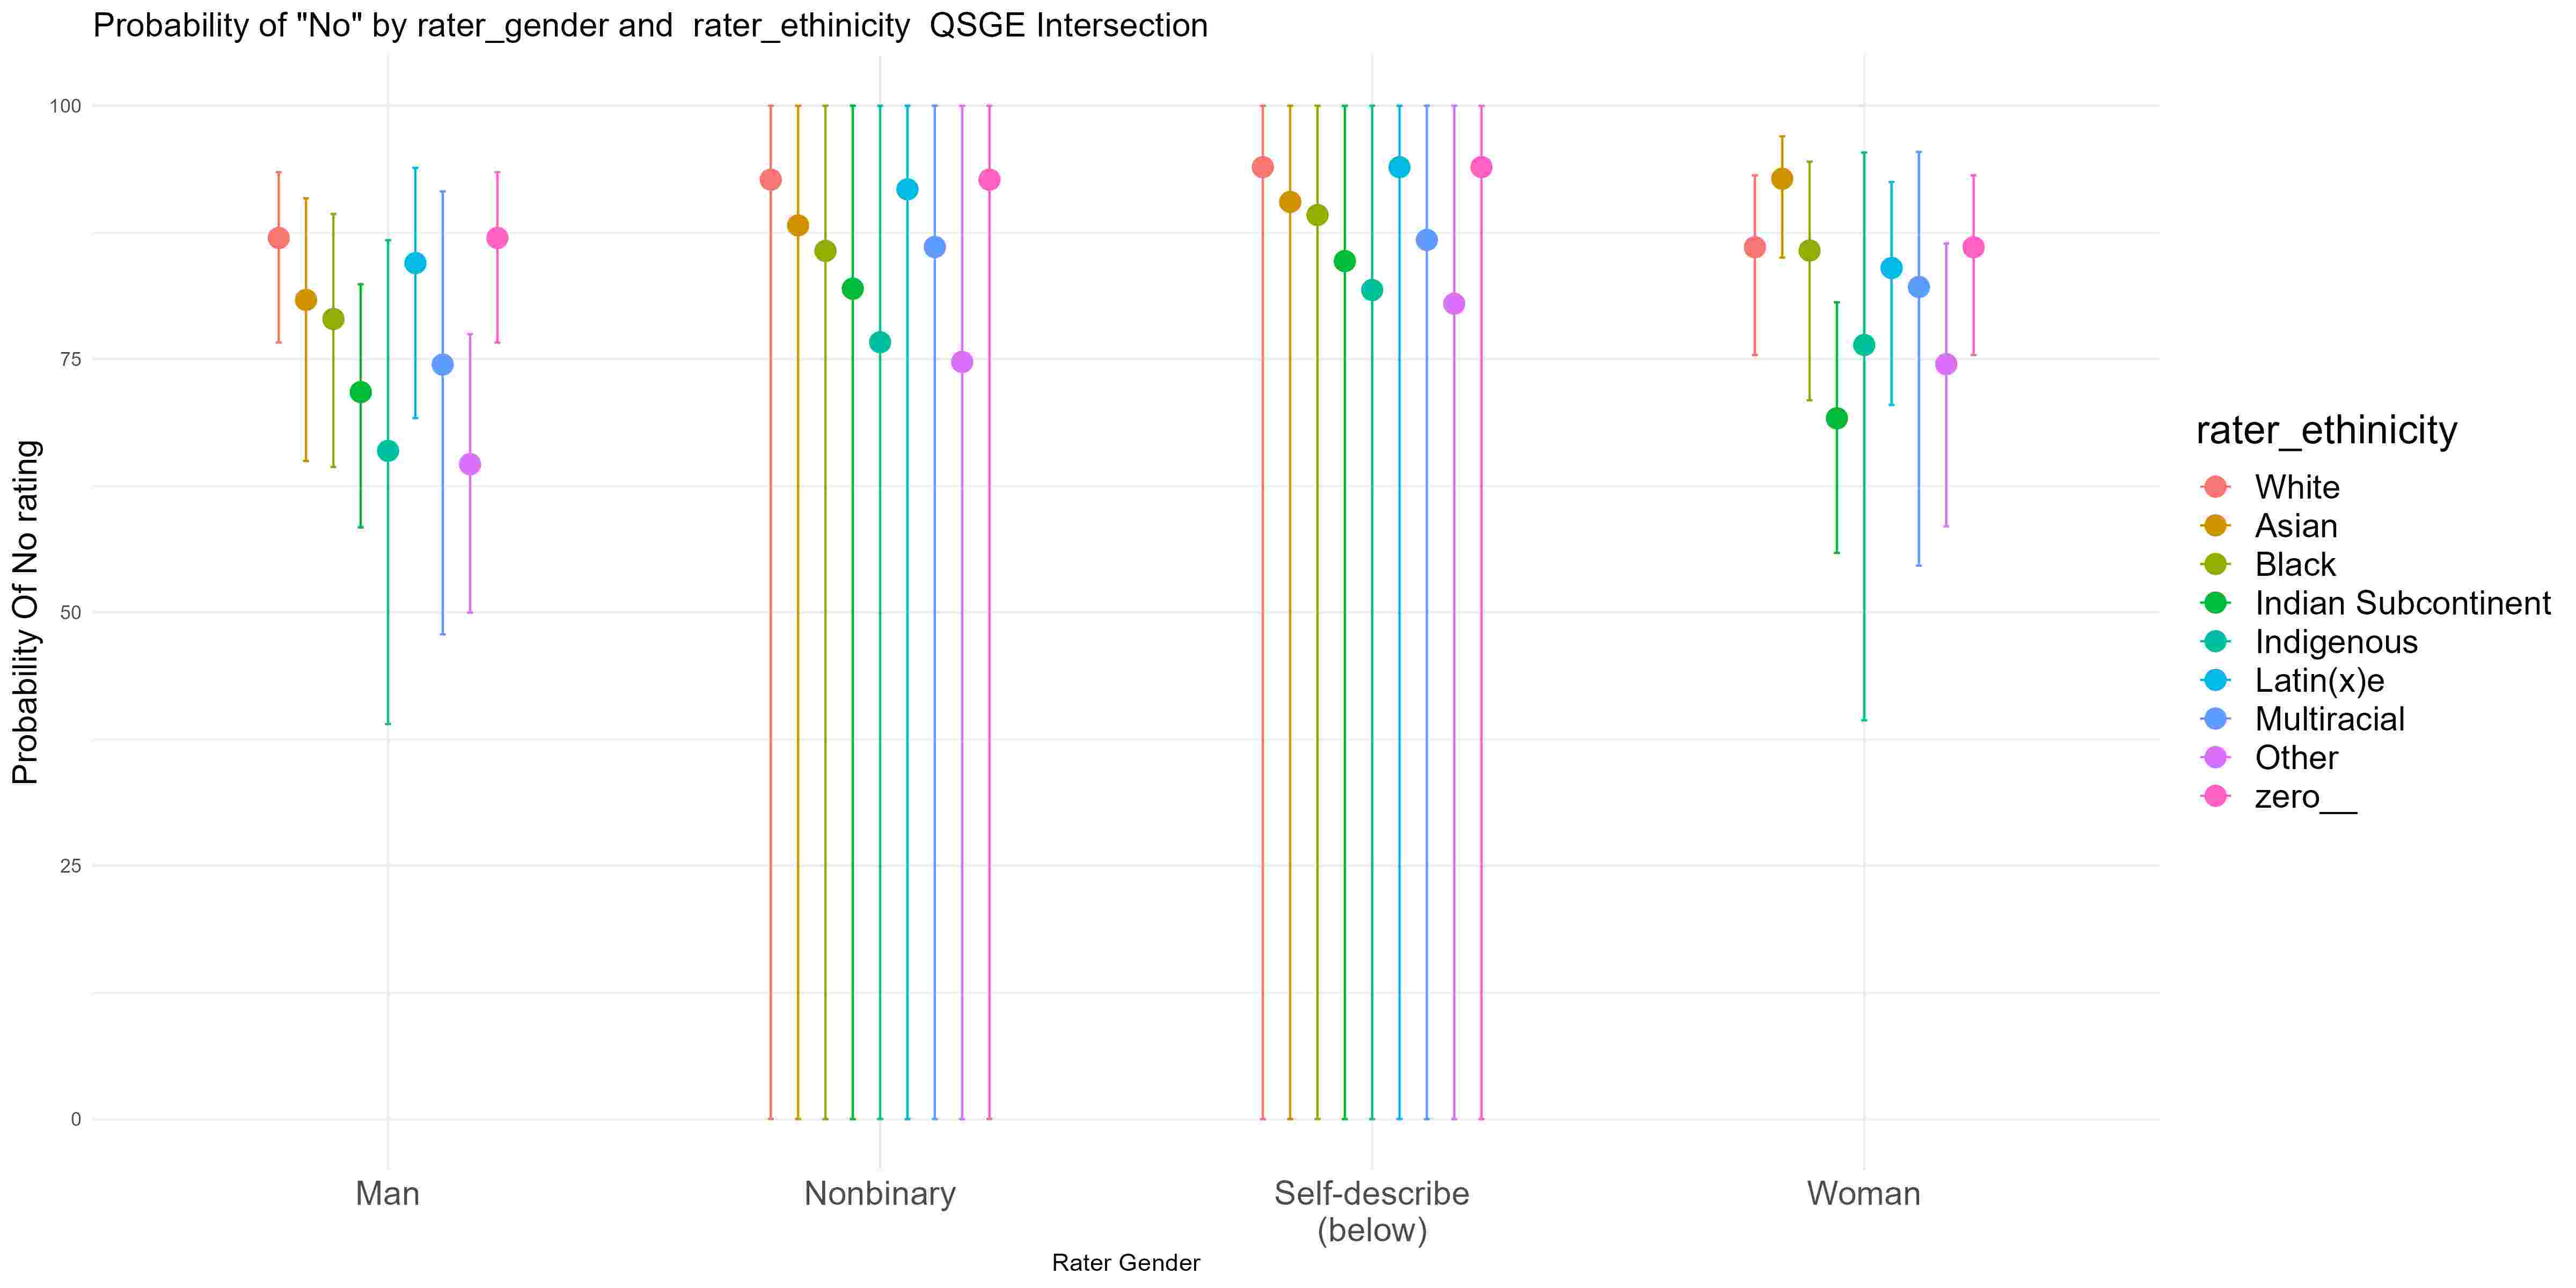 Probability of "No" by rater_gender and  rater_ethinicity  QSGE Intersection
Probability Of No rating
100
75
50
25
0
Man
Nonbinary
Self-describe
(below)
Woman
Rater Gender
rater_ethinicity
White
Asian
Black
Indian Subcontinent
Indigenous
Latin(x)e
Multiracial
Other
zero__